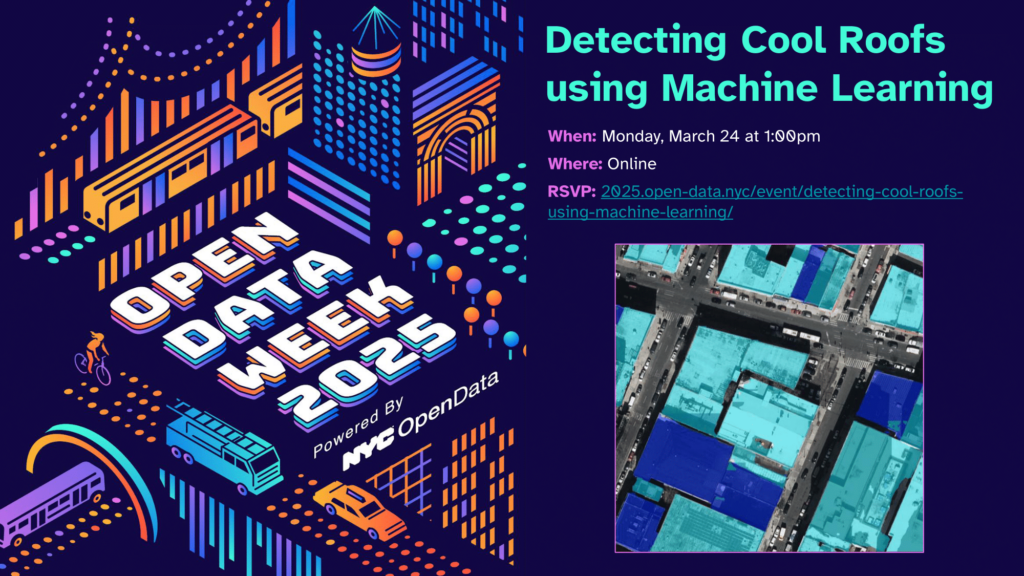 OPEN
DATA
WEEK
2025
Powered By
NYC OpenData
Detecting Cool Roofs
using Machine Learning
When: Monday, March 24 at 1:00pm
Where: Online
RSVP: 2025.open-data.nyc/event/detecting-cool-roofs-
using-machine-learning/